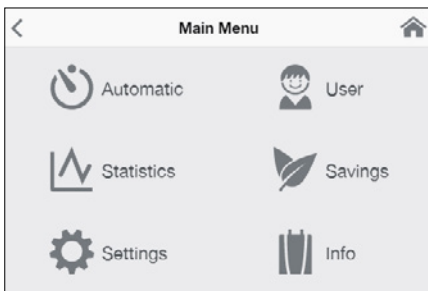 Main Menu
Automatic
User
Statistics
Savings
Settings
Info